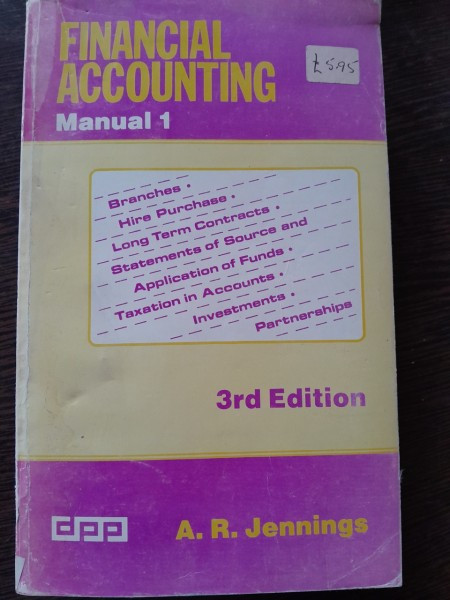 FINANCIAL
ACCOUNTING
£5.95
Manual 1
Branches •
Hire Purchase •
Long Term Contracts •
Statements of Source and
Application of Funds •
Taxation in Accounts •
Investments •
Partnerships
3rd Edition
dpp
A. R. Jennings